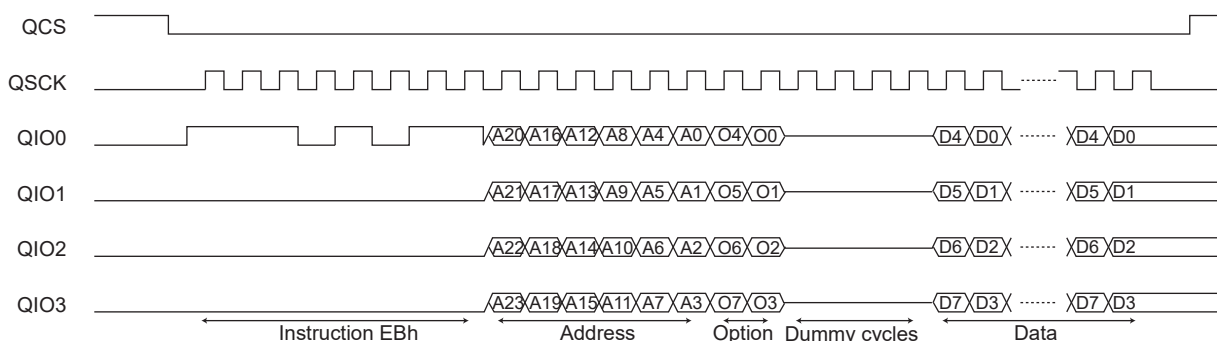 QCS
QSCK
QIO0 A20 A16 A12 A8 A4 A0 O4 O0 D4 D0 D4 D0
QIO1 A21 A17 A13 A9 A5 A1 O5 O1 D5 D1 D5 D1
QIO2 A22 A18 A14 A10 A6 A2 O6 O2 D6 D2 D6 D2
QIO3 A23 A19 A15 A11 A7 A3 O7 O3 D7 D3 D7 D3
Instruction EBh Address Option Dummy cycles Data